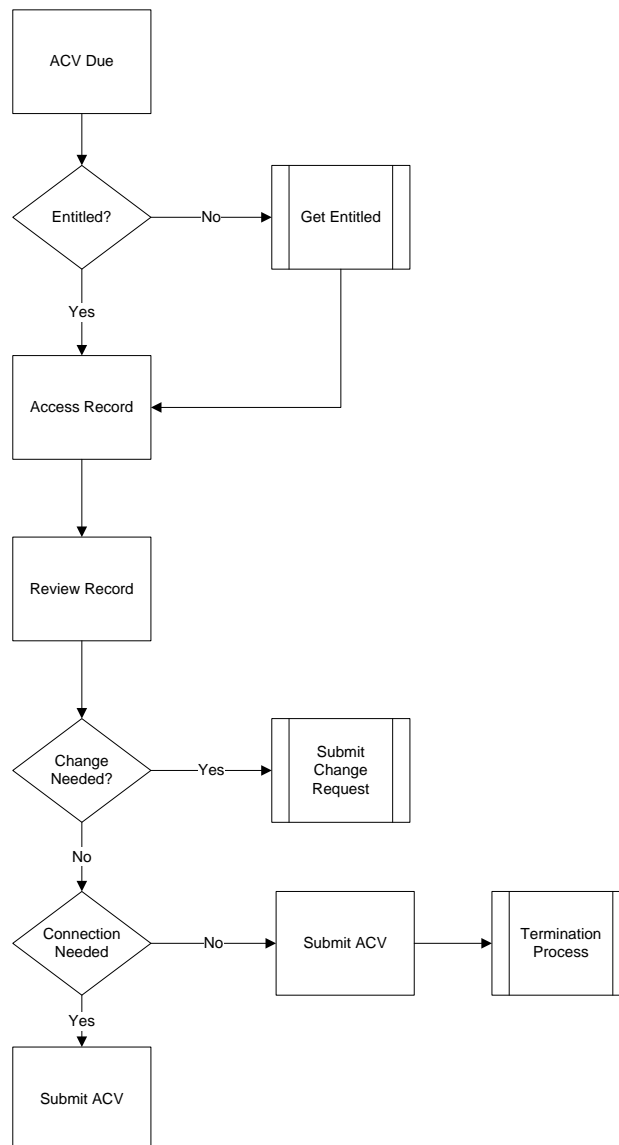 ACV Due
Entitled?
No
Get Entitled
Yes
Access Record
Review Record
Change
Needed?
Yes
Submit
Change
Request
No
Connection
Needed
No
Submit ACV
Termination
Process
Yes
Submit ACV